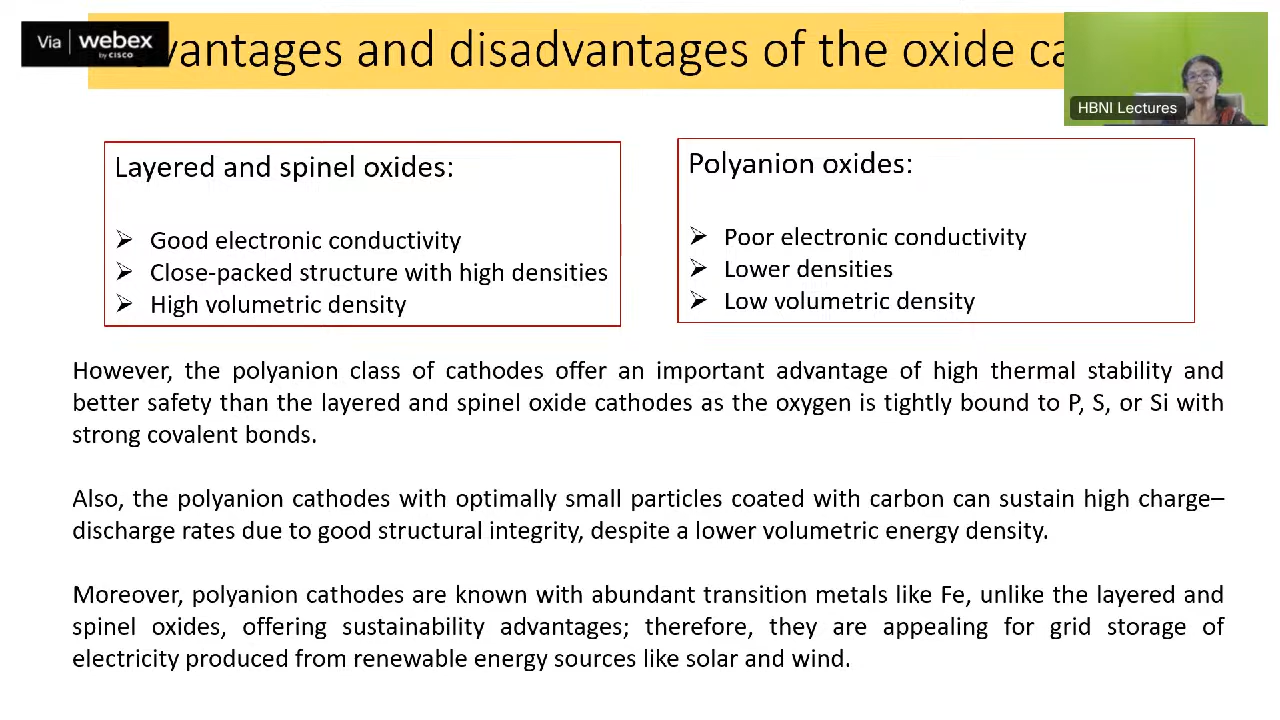 Via webex
by CISCO
vantages and disadvantages of the oxide ca
HBNI Lectures
Layered and spinel oxides:
➢ Good electronic conductivity
➢ Close-packed structure with high densities
➢ High volumetric density
Polyanion oxides:
➢ Poor electronic conductivity
➢ Lower densities
➢ Low volumetric density
However, the polyanion class of cathodes offer an important advantage of high thermal stability and
better safety than the layered and spinel oxide cathodes as the oxygen is tightly bound to P, S, or Si with
strong covalent bonds.
Also, the polyanion cathodes with optimally small particles coated with carbon can sustain high charge–
discharge rates due to good structural integrity, despite a lower volumetric energy density.
Moreover, polyanion cathodes are known with abundant transition metals like Fe, unlike the layered and
spinel oxides, offering sustainability advantages; therefore, they are appealing for grid storage of
electricity produced from renewable energy sources like solar and wind.